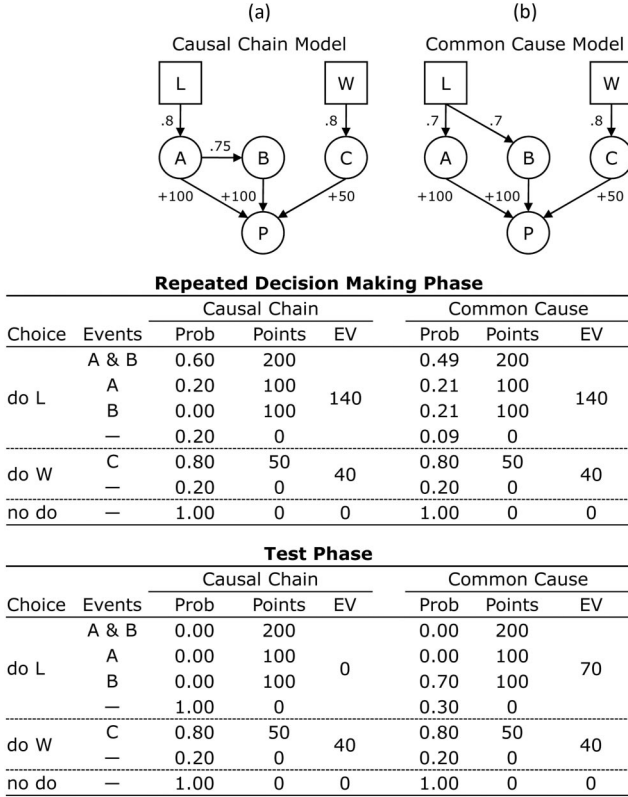 (a) (b)
Causal Chain Model Common Cause Model
L W L W
.8 .8 .7 .7 .8
A .75 B C A B C
+100 +100 +50 +100 +100 +50
P P
Repeated Decision Making Phase
Causal Chain Common Cause
Choice Events Prob Points EV Prob Points EV
A & B 0.60 200 0.49 200
A 0.20 100 0.21 100
do L 140 140
B 0.00 100 0.21 100
— 0.20 0 0.09 0
C 0.80 50 0.80 50
do W 40 40
— 0.20 0 0.20 0
no do — 1.00 0 0 1.00 0 0
Test Phase
Causal Chain Common Cause
Choice Events Prob Points EV Prob Points EV
A & B 0.00 200 0.00 200
A 0.00 100 0.00 100
do L 0 70
B 0.00 100 0.70 100
— 1.00 0 0.30 0
C 0.80 50 0.80 50
do W 40 40
— 0.20 0 0.20 0
no do — 1.00 0 0 1.00 0 0